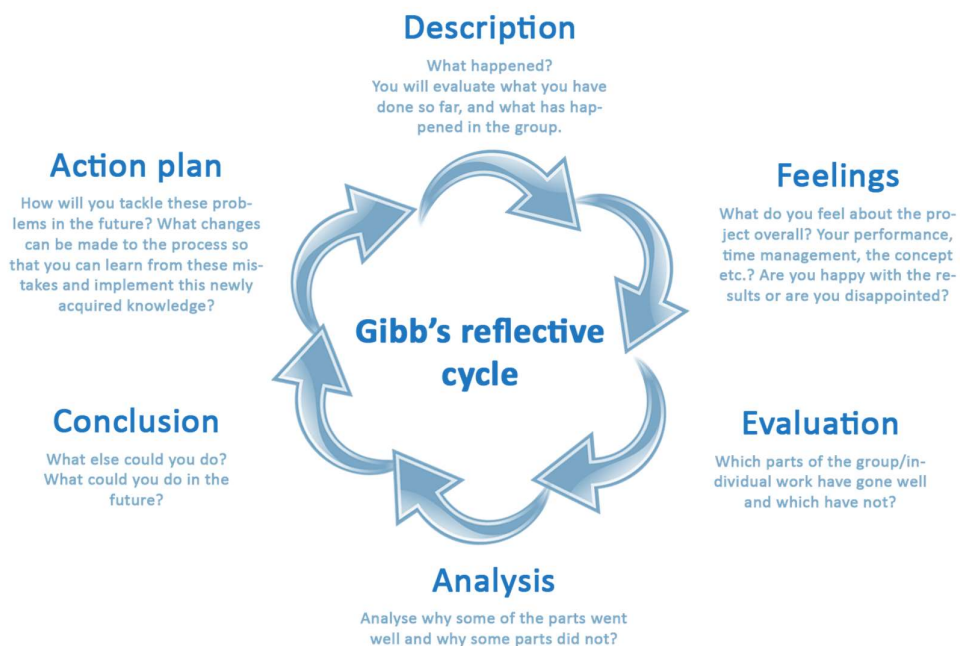 Description
What happened?
You will evaluate what you have
done so far, and what has hap-
pened in the group.
Feelings
What do you feel about the pro-
ject overall? Your performance,
time management, the concept
etc.? Are you happy with the re-
sults or are you disappointed?
Evaluation
Which parts of the group/in-
dividual work have gone well
and which have not?
Analysis
Analyse why some of the parts went
well and why some parts did not?
Conclusion
What else could you do?
What could you do in the
future?
Action plan
How will you tackle these prob-
lems in the future? What changes
can be made to the process so
that you can learn from these mis-
takes and implement this newly
acquired knowledge?
Gibb's reflective
cycle